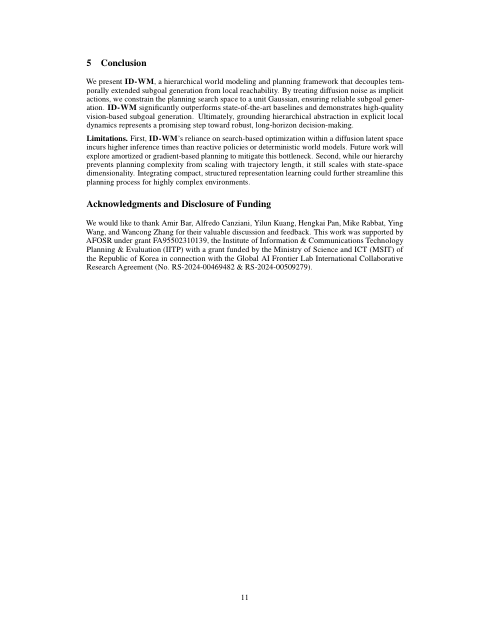 5 Conclusion
We present ID-WM, a hierarchical world modeling and planning framework that decouples tem-
porally extended subgoal generation from local reachability. By treating diffusion noise as implicit
actions, we constrain the planning search space to a unit Gaussian, ensuring reliable subgoal gener-
ation. ID-WM significantly outperforms state-of-the-art baselines and demonstrates high-quality
vision-based subgoal generation. Ultimately, grounding hierarchical abstraction in explicit local
dynamics represents a promising step toward robust, long-horizon decision-making.
Limitations. First, ID-WM's reliance on search-based optimization within a diffusion latent space
incurs higher inference times than reactive policies or deterministic world models. Future work will
explore amortized or gradient-based planning to mitigate this bottleneck. Second, while our hierarchy
prevents planning complexity from scaling with trajectory length, it still scales with state-space
dimensionality. Integrating compact, structured representation learning could further streamline this
planning process for highly complex environments.
Acknowledgments and Disclosure of Funding
We would like to thank Amir Bar, Alfredo Canziani, Yilun Kuang, Hengkai Pan, Mike Rabbat, Ying
Wang, and Wancong Zhang for their valuable discussion and feedback. This work was supported by
AFOSR under grant FA95502310139, the Institute of Information & Communications Technology
Planning & Evaluation (IITP) with a grant funded by the Ministry of Science and ICT (MSIT) of
the Republic of Korea in connection with the Global AI Frontier Lab International Collaborative
Research Agreement (No. RS-2024-00469482 & RS-2024-00509279).
11